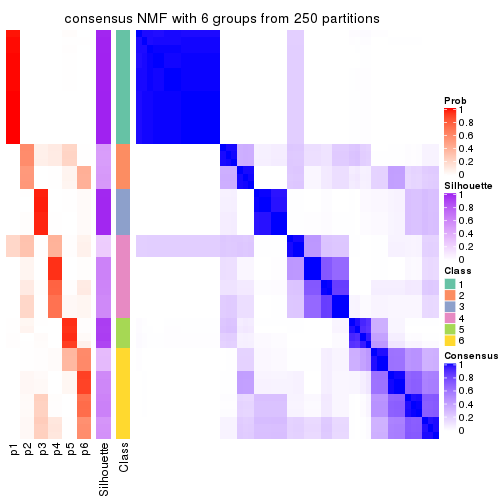 consensus NMF with 6 groups from 250 partitions
Prob
1
0.8
0.6
0.4
0.2
0
Silhouette
1
0.8
0.6
0.4
0.2
0
Class
1
2
3
4
5
6
Consensus
1
0.8
0.6
0.4
0.2
0
p1
p2
p3
p4
p5
p6
Silhouette
Class